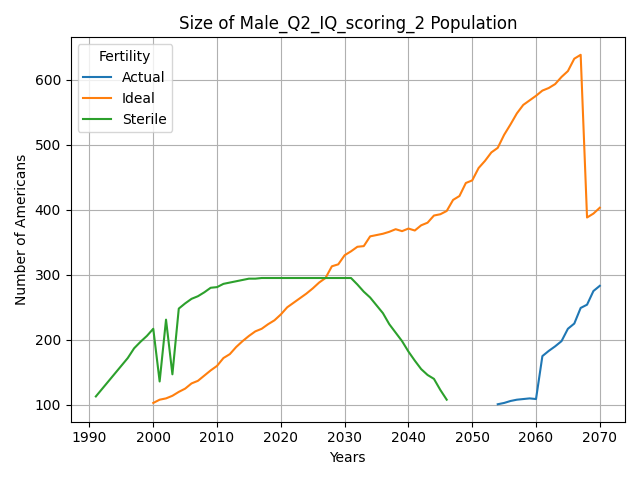 Size of Male_Q2_IQ_scoring_2 Population
Fertility
Actual
Ideal
Sterile
Number of Americans
600
500
400
300
200
100
1990 2000 2010 2020 2030 2040 2050 2060 2070
Years